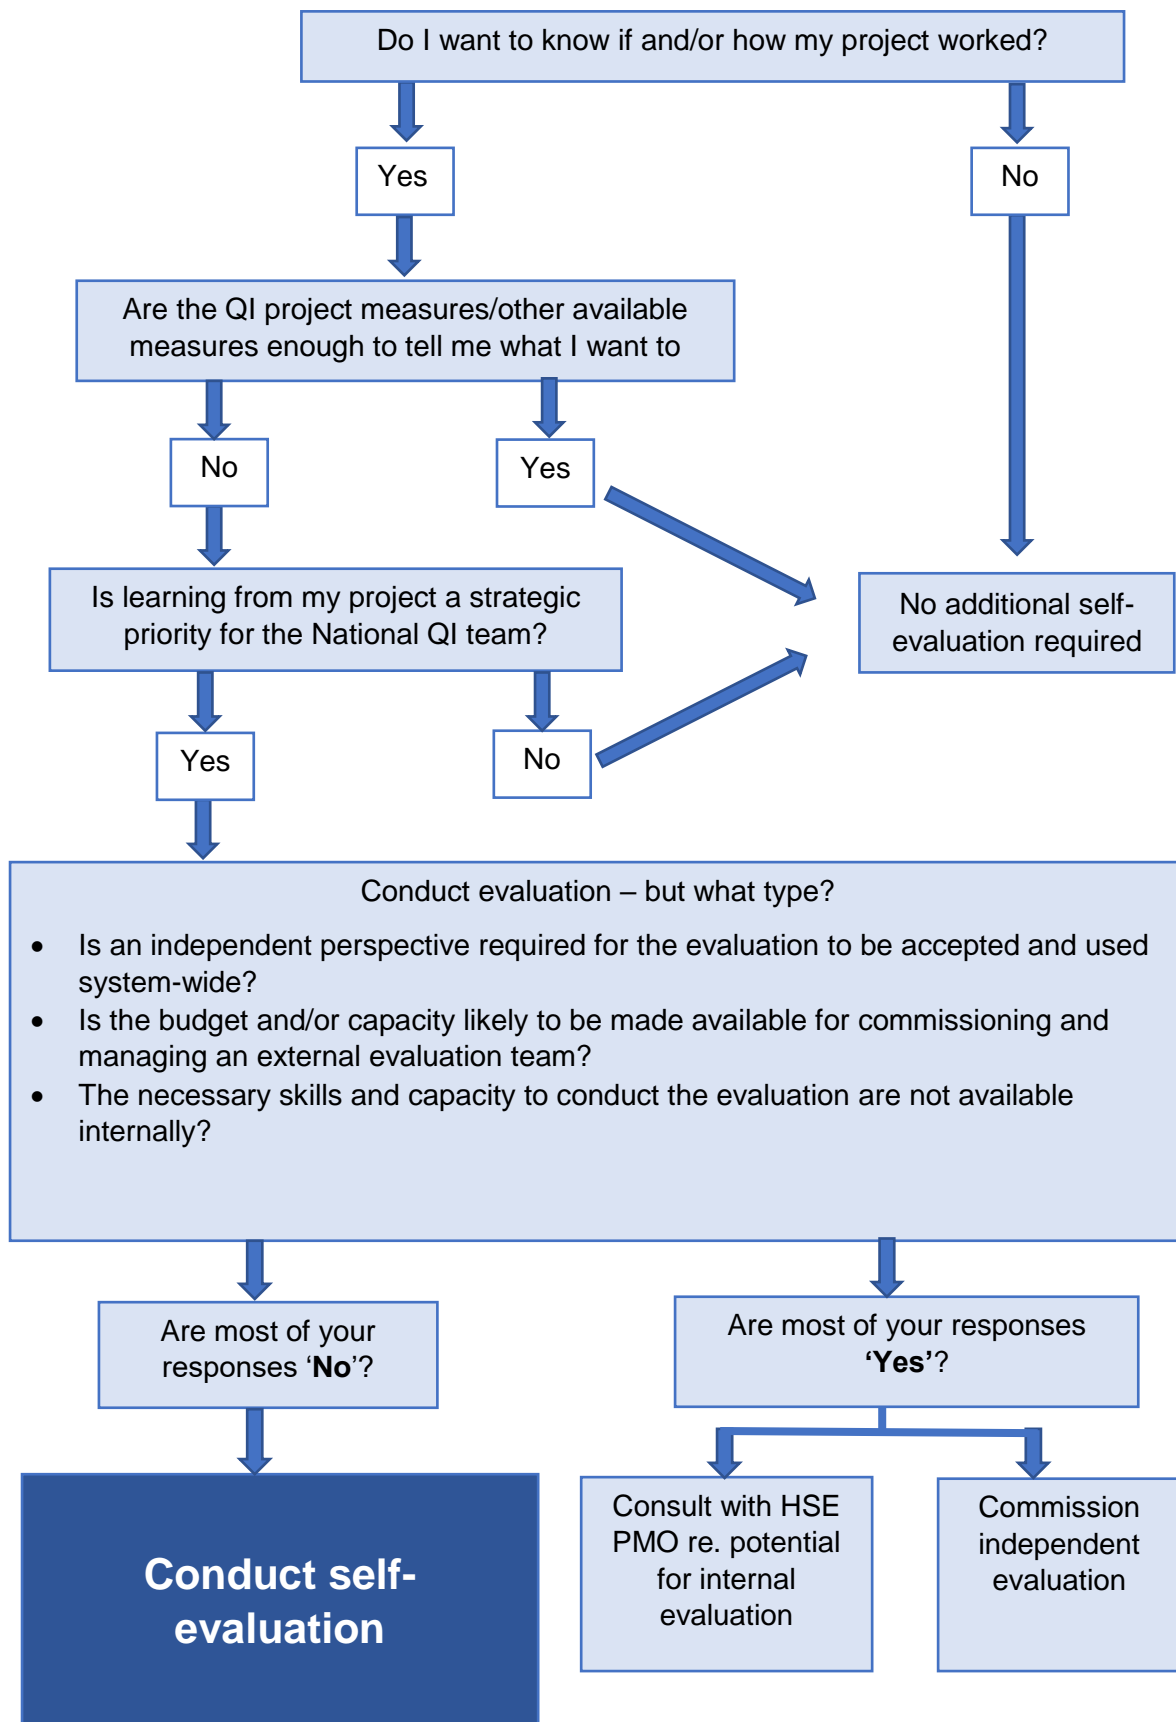 Do I want to know if and/or how my project worked?
Yes
No
Are the QI project measures/other available
measures enough to tell me what I want to
No
Yes
Is learning from my project a strategic
priority for the National QI team?
No additional self-
evaluation required
Yes
No
Conduct evaluation – but what type?
• Is an independent perspective required for the evaluation to be accepted and used
system-wide?
• Is the budget and/or capacity likely to be made available for commissioning and
managing an external evaluation team?
• The necessary skills and capacity to conduct the evaluation are not available
internally?
Are most of your
responses ‘No’?
Are most of your responses
‘Yes’?
Conduct self-
evaluation
Consult with HSE
PMO re. potential
for internal
evaluation
Commission
independent
evaluation